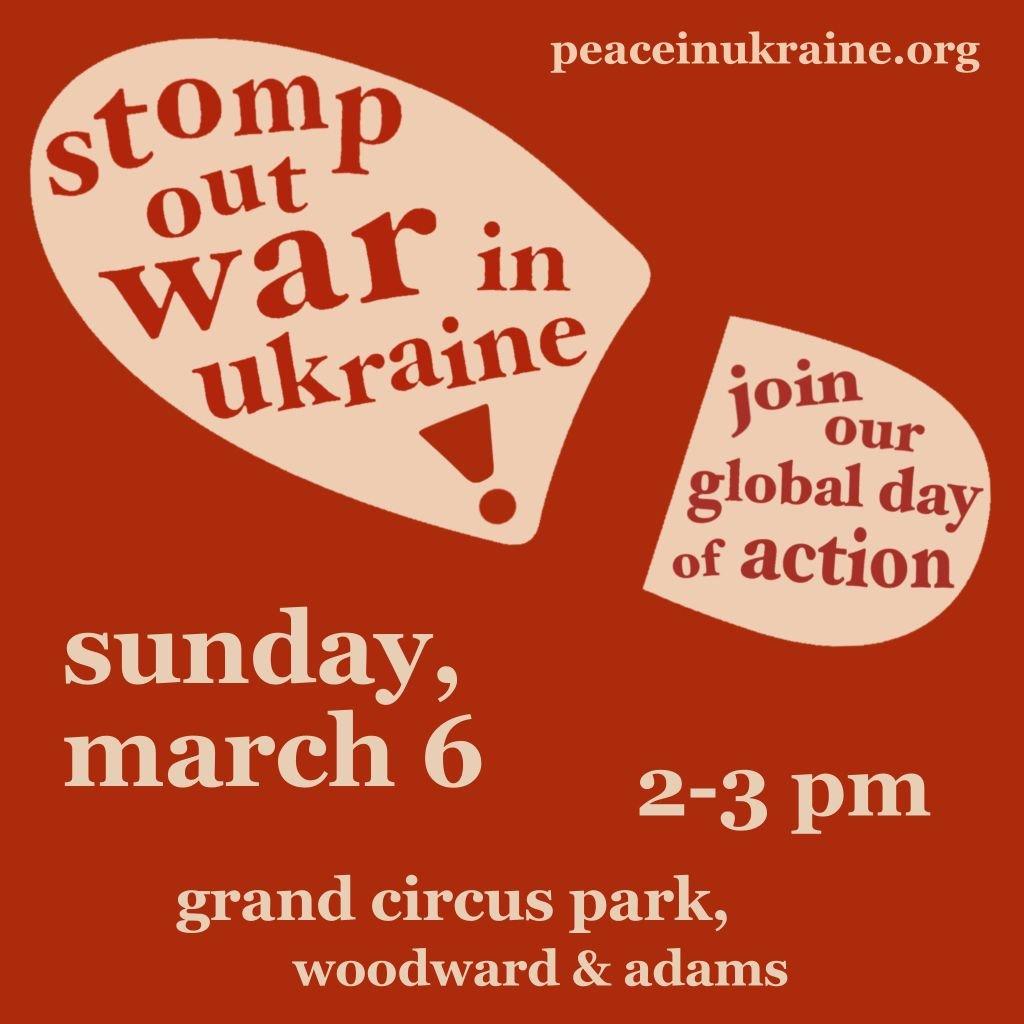 peaceinukraine.org
stomp
out
war in
ukraine
!
join
our
global day
of action
sunday,
march 6
2-3 pm
grand circus park,
woodward & adams